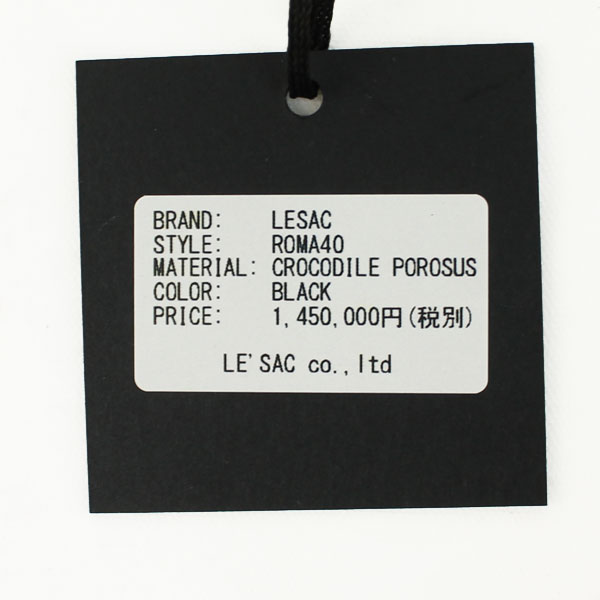 BRAND: LESAC
STYLE: ROMA40
MATERIAL: CROCODILE POROSUS
COLOR: BLACK
PRICE: 1,450,000円(税別)
LE'SAC co.,ltd